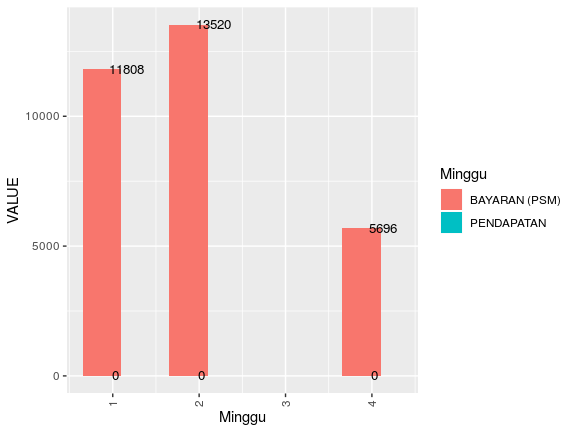 13520
11808
10000
5696
5000
0
0
0
0
VALUE
1
2
3
4
Minggu
Minggu
BAYARAN (PSM)
PENDAPATAN